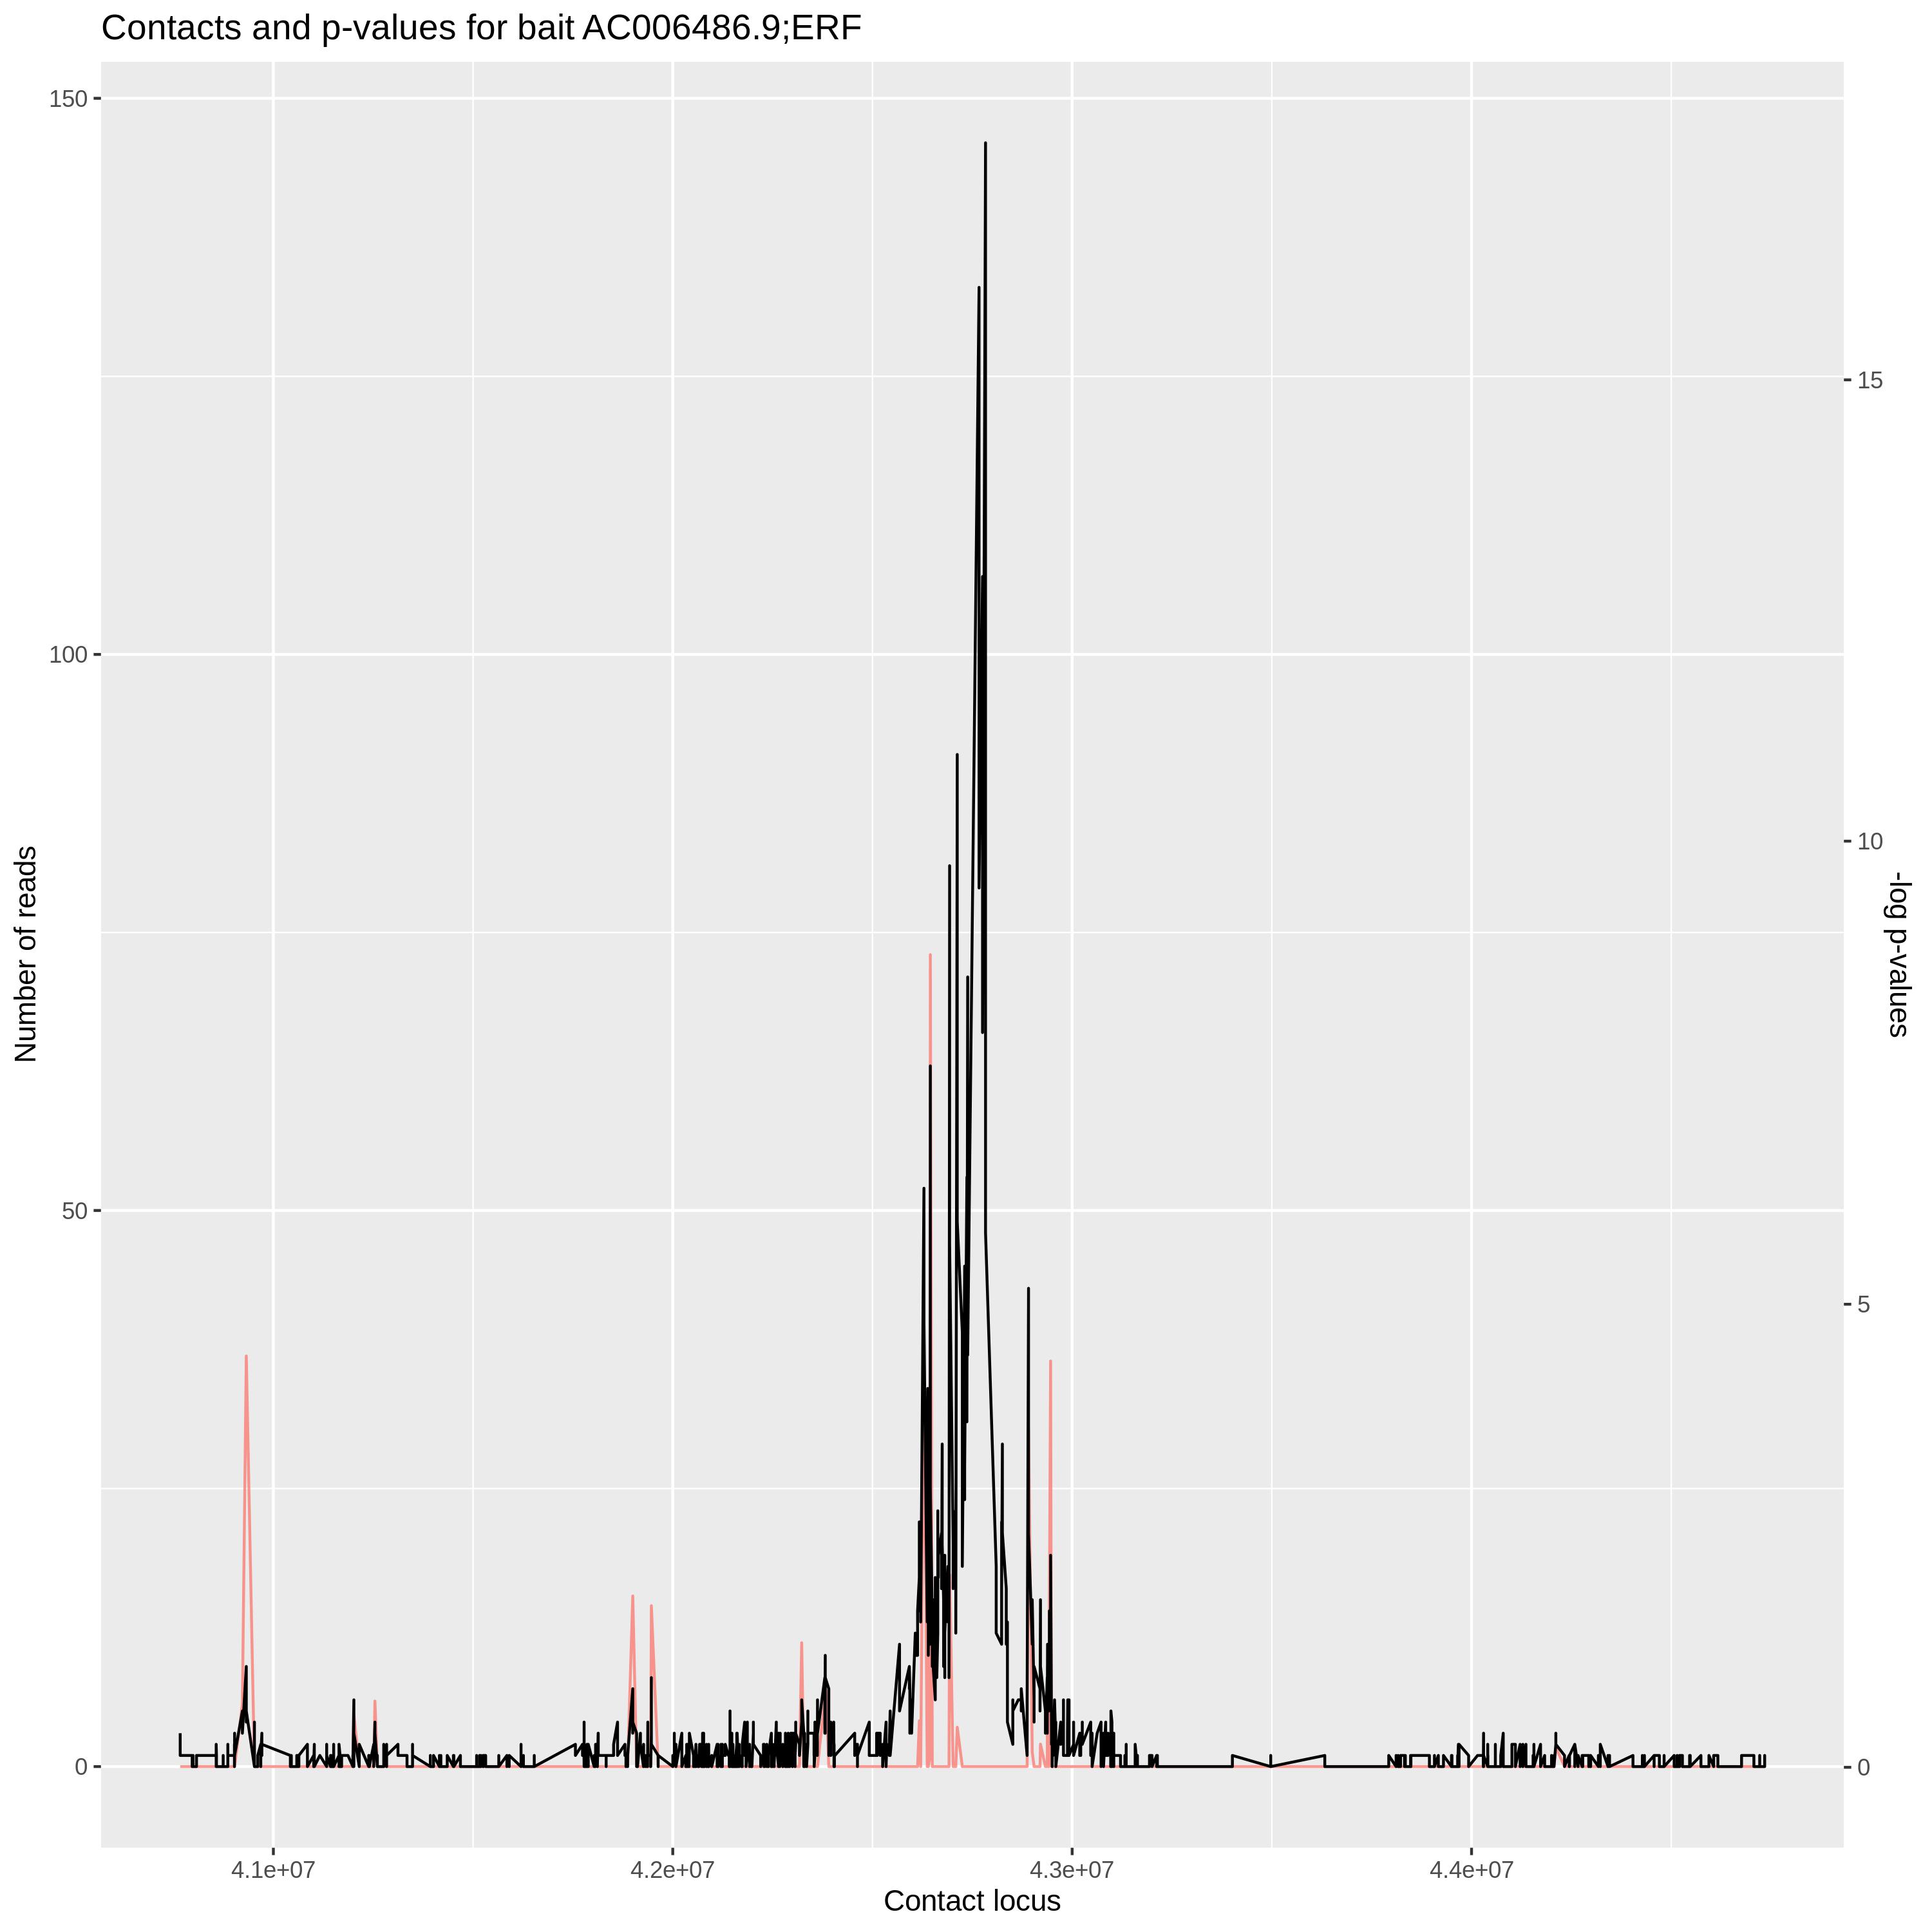 Contacts and p-values for bait AC006486.9;ERF
150
100
50
0
Number of reads
15
10
5
0
-log p-values
4.1e+07
4.2e+07
4.3e+07
4.4e+07
Contact locus